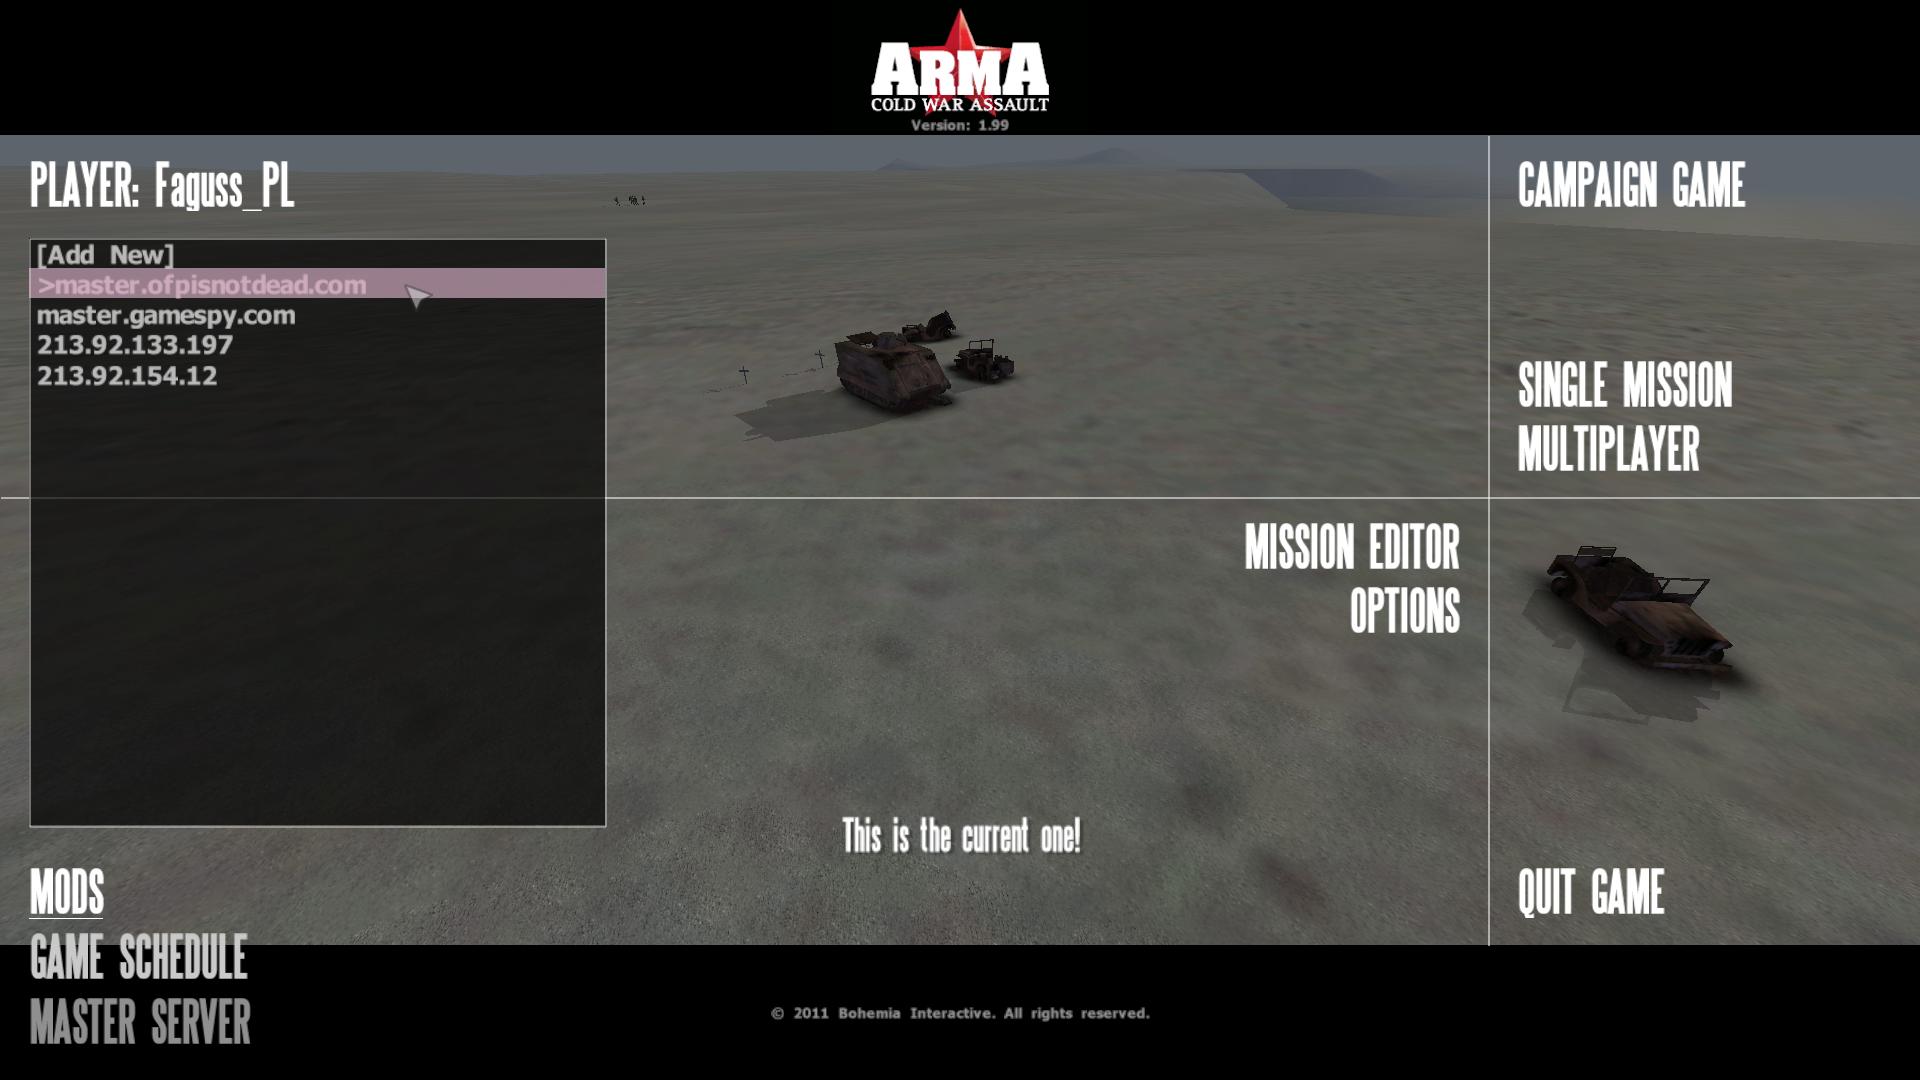 ARMA
COLD WAR ASSAULT
Version: 1.99
PLAYER: Faguss_PL
[Add New]
>master.ofpisnotdead.com
master.gamespy.com
213.92.133.197
213.92.154.12
CAMPAIGN GAME
SINGLE MISSION
MULTIPLAYER
MISSION EDITOR
OPTIONS
This is the current one!
MODS
GAME SCHEDULE
MASTER SERVER
QUIT GAME
© 2011 Bohemia Interactive. All rights reserved.